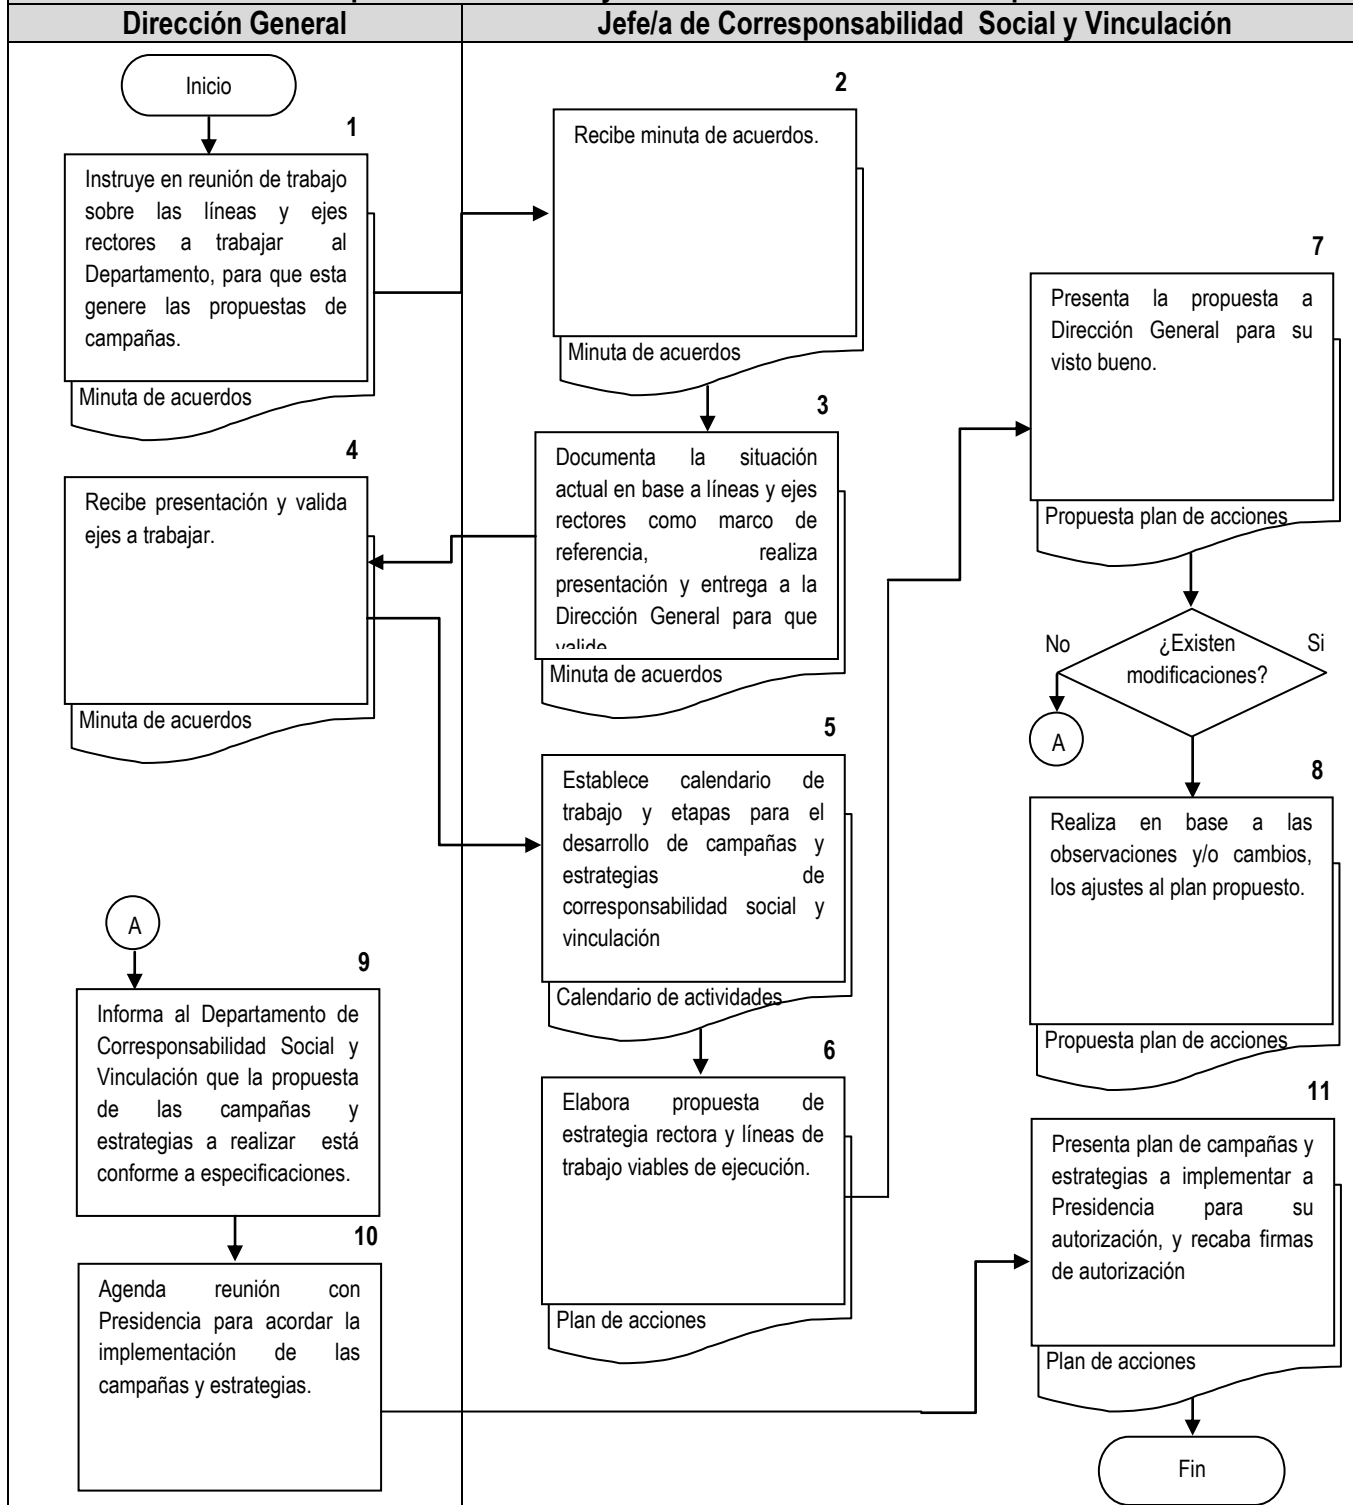 Dirección General
Jefe/a de Corresponsabilidad Social y Vinculación
Inicio
1
Instruye en reunión de trabajo
sobre las líneas y ejes
rectores a trabajar al
Departamento, para que esta
genere las propuestas de
campañas.
Minuta de acuerdos
2
Recibe minuta de acuerdos.
Minuta de acuerdos
3
Documenta la situación
actual en base a líneas y ejes
rectores como marco de
referencia, realiza
presentación y entrega a la
Dirección General para que
valide
Minuta de acuerdos
4
Recibe presentación y valida
ejes a trabajar.
Minuta de acuerdos
5
Establece calendario de
trabajo y etapas para el
desarrollo de campañas y
estrategias de
corresponsabilidad social y
vinculación
Calendario de actividades
6
Elabora propuesta de
estrategia rectora y líneas de
trabajo viables de ejecución.
Plan de acciones
7
Presenta la propuesta a
Dirección General para su
visto bueno.
Propuesta plan de acciones
No
¿Existen
modificaciones?
Si
A
8
Realiza en base a las
observaciones y/o cambios,
los ajustes al plan propuesto.
Propuesta plan de acciones
A
9
Informa al Departamento de
Corresponsabilidad Social y
Vinculación que la propuesta
de las campañas y
estrategias a realizar está
conforme a especificaciones.
10
Agenda reunión con
Presidencia para acordar la
implementación de las
campañas y estrategias.
11
Presenta plan de campañas y
estrategias a implementar a
Presidencia para su
autorización, y recaba firmas
de autorización
Plan de acciones
Fin